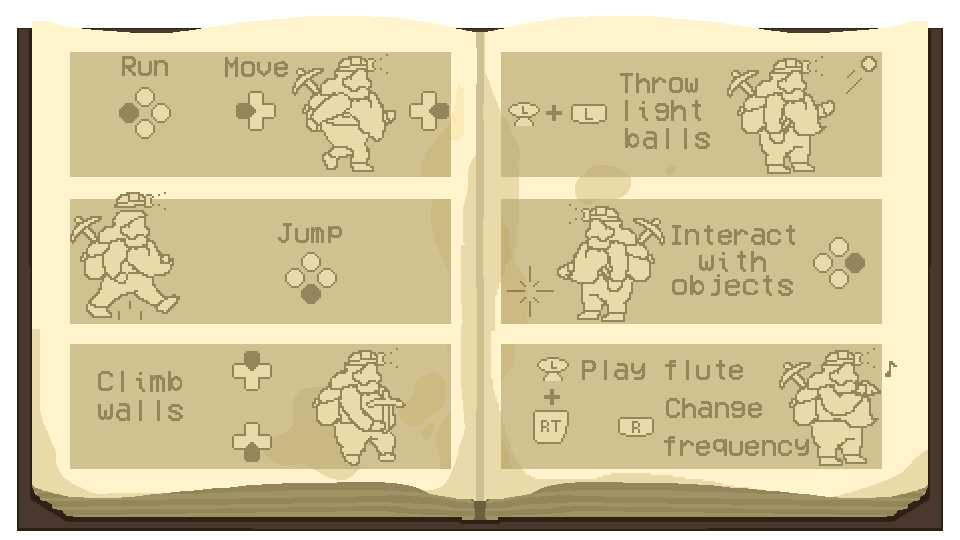 Run
Move
Jump
Climb
walls
L + L
Throw
light
balls
Interact
with
objects
L
+
RT
Play flute
R
Change
frequency